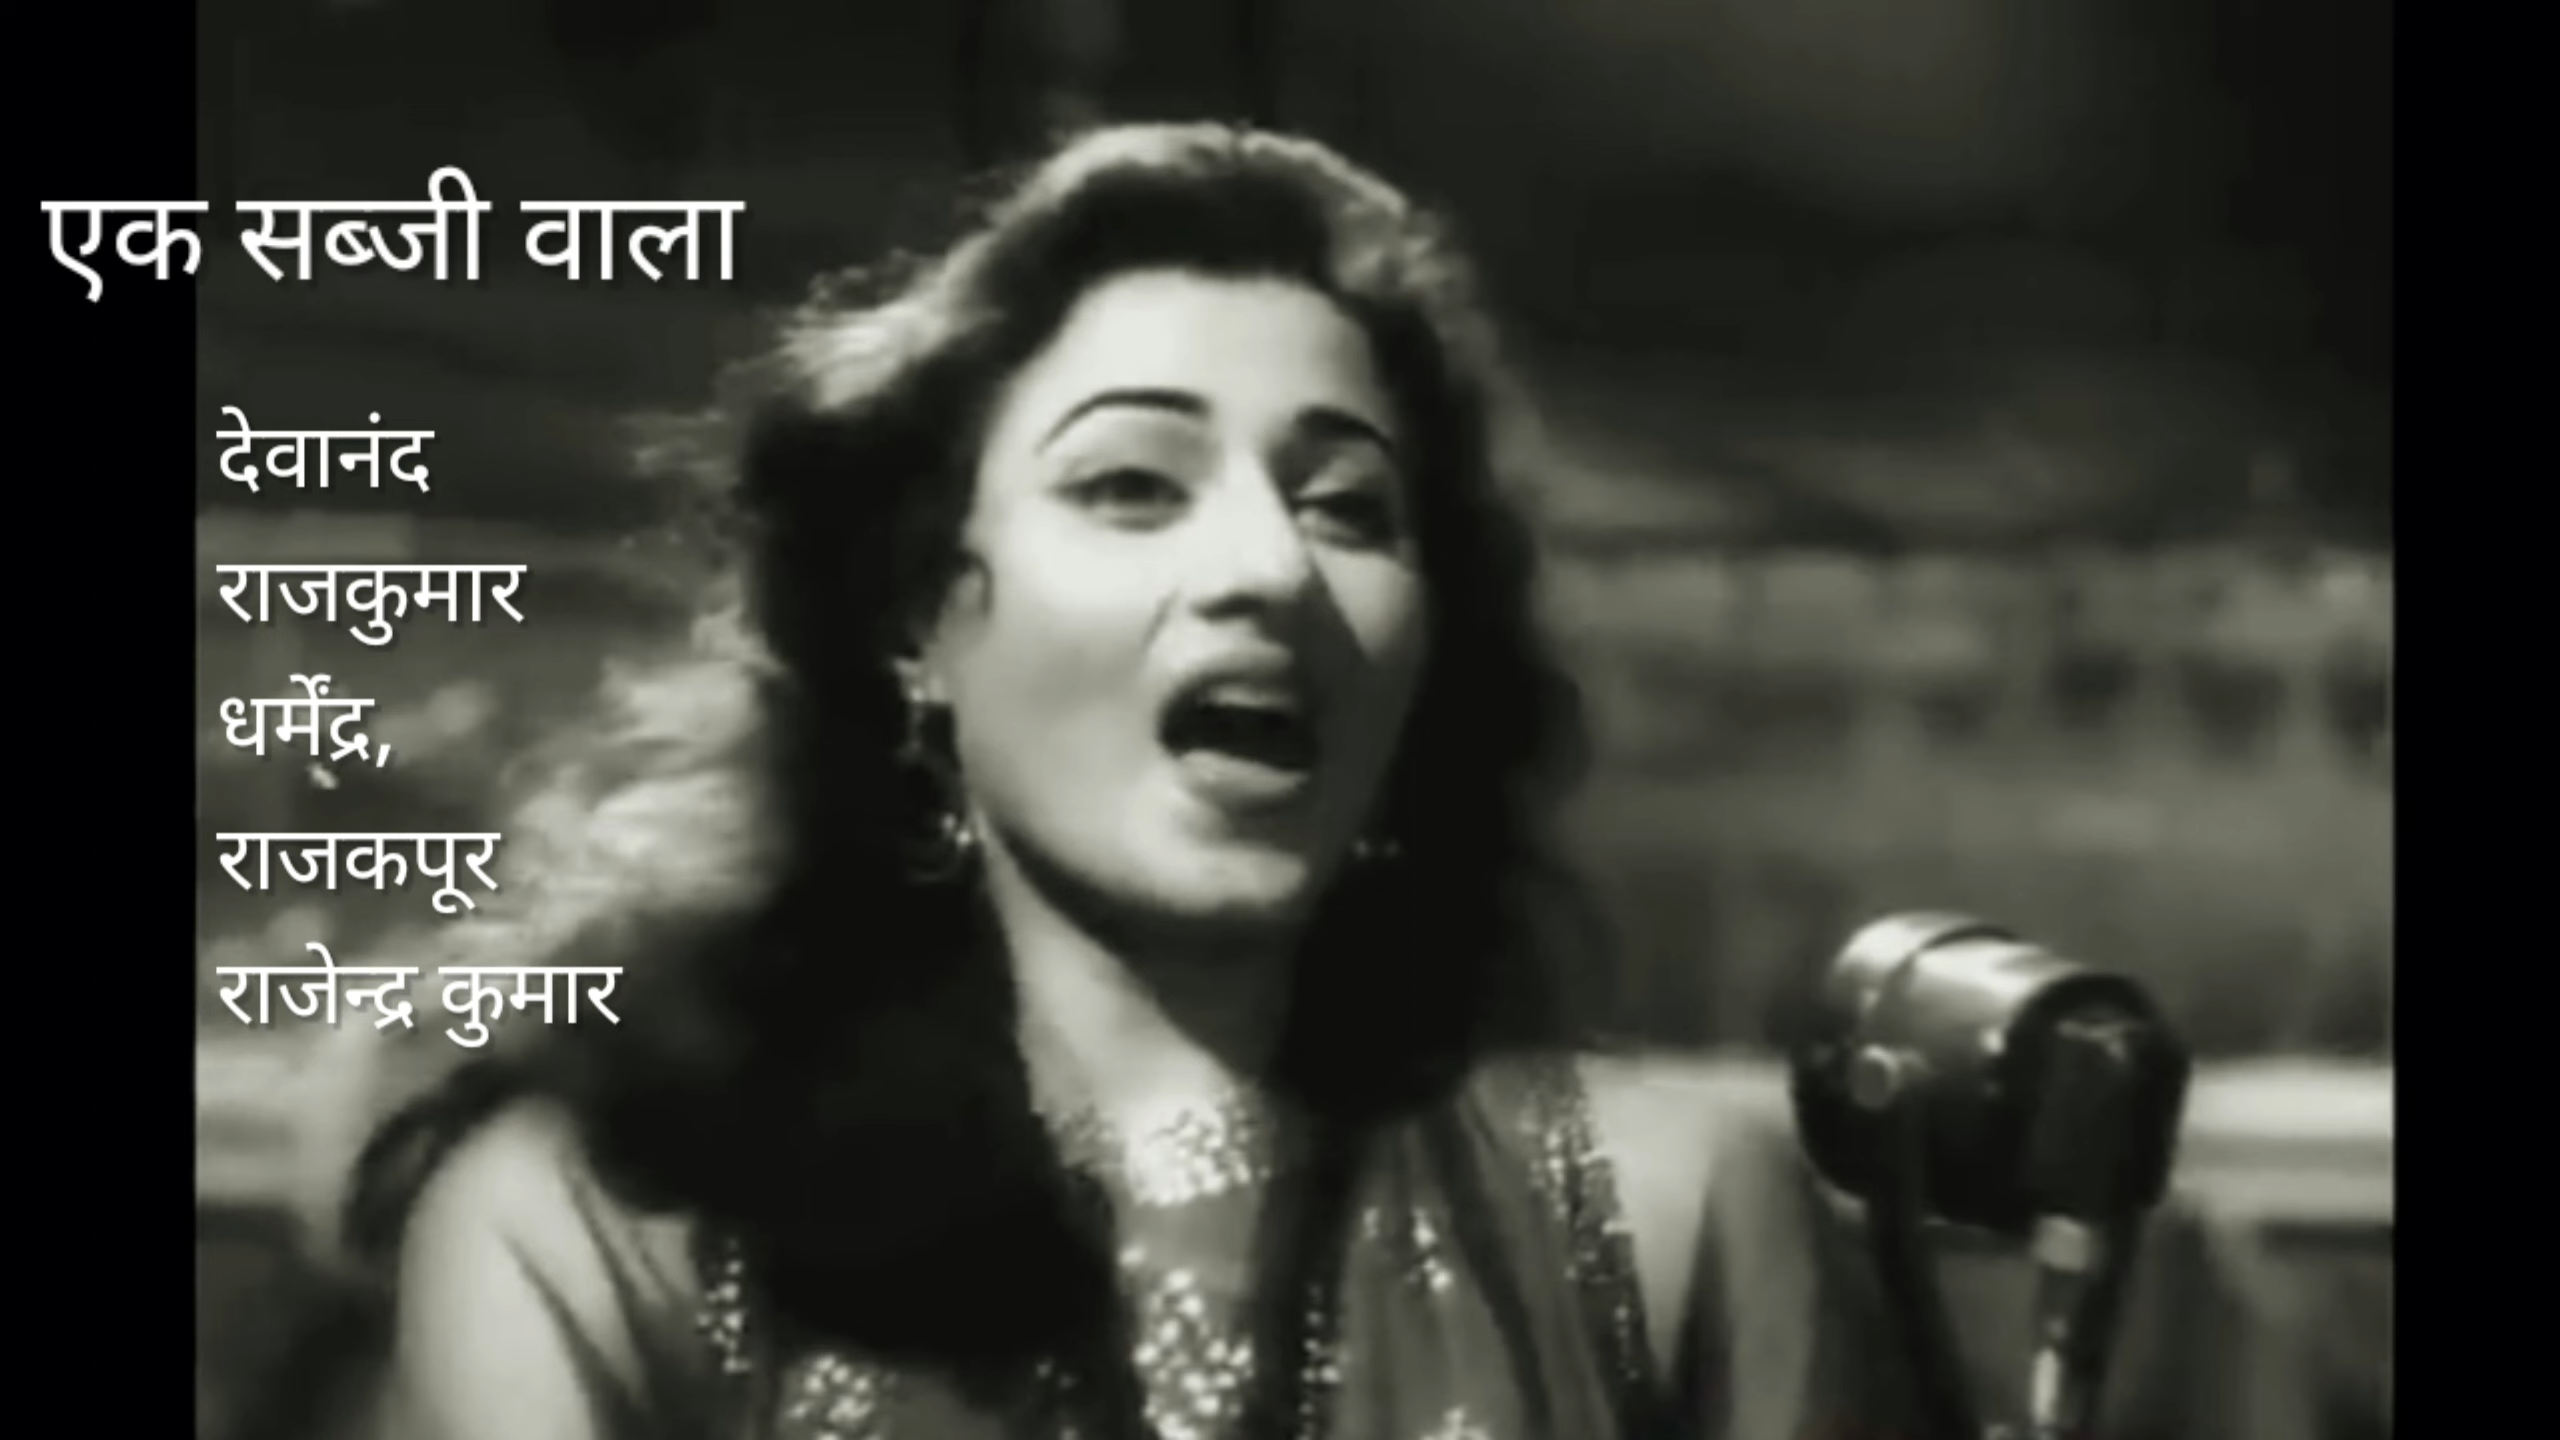 एक सब्जी वाला
देवानंद
राजकुमार
धर्मेंद्र,
राजकपूर
राजेन्द्र कुमार